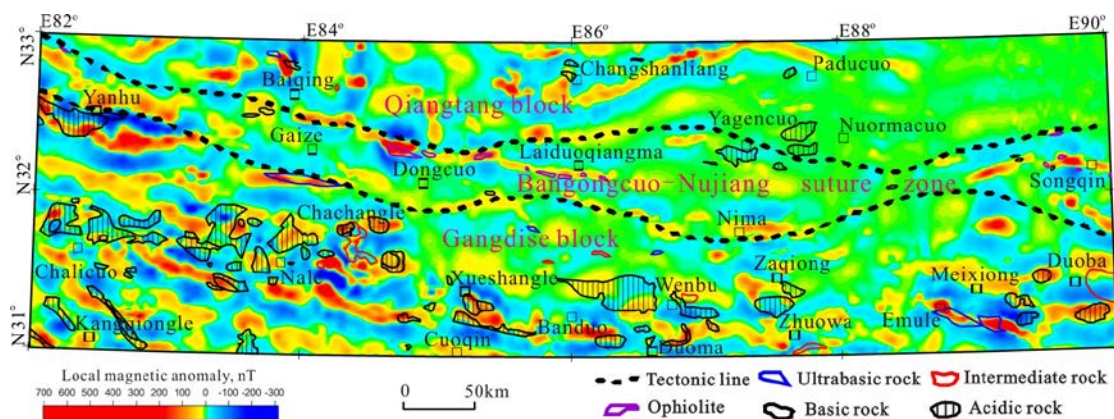 E82° E84° E86° E88° E90°
N33°
N32°
N31°
Baiqing
Changshanliang
Paducuo
Yanhu
Qiangtang block
Gaize
Yagencuo
Nuormacuo
Laiduoqiangma
Dongcuo
Bangongcuo-Nujiang suture zone
Songqin
Chachangle
Nima
Gangdise block
Chalicuo
Nale
Xueshangle
Wenbu
Zaqiong
Meixiong
Duoba
Kangqiongle
Banduo
Zhuowa
Emule
Cuoqin
Duoma
Local magnetic anomaly, nT
700 600 500 400 300 200 100 0 -100 -200 -300
0 50km
Tectonic line
Ultrabasic rock
Intermediate rock
Ophiolite
Basic rock
Acidic rock